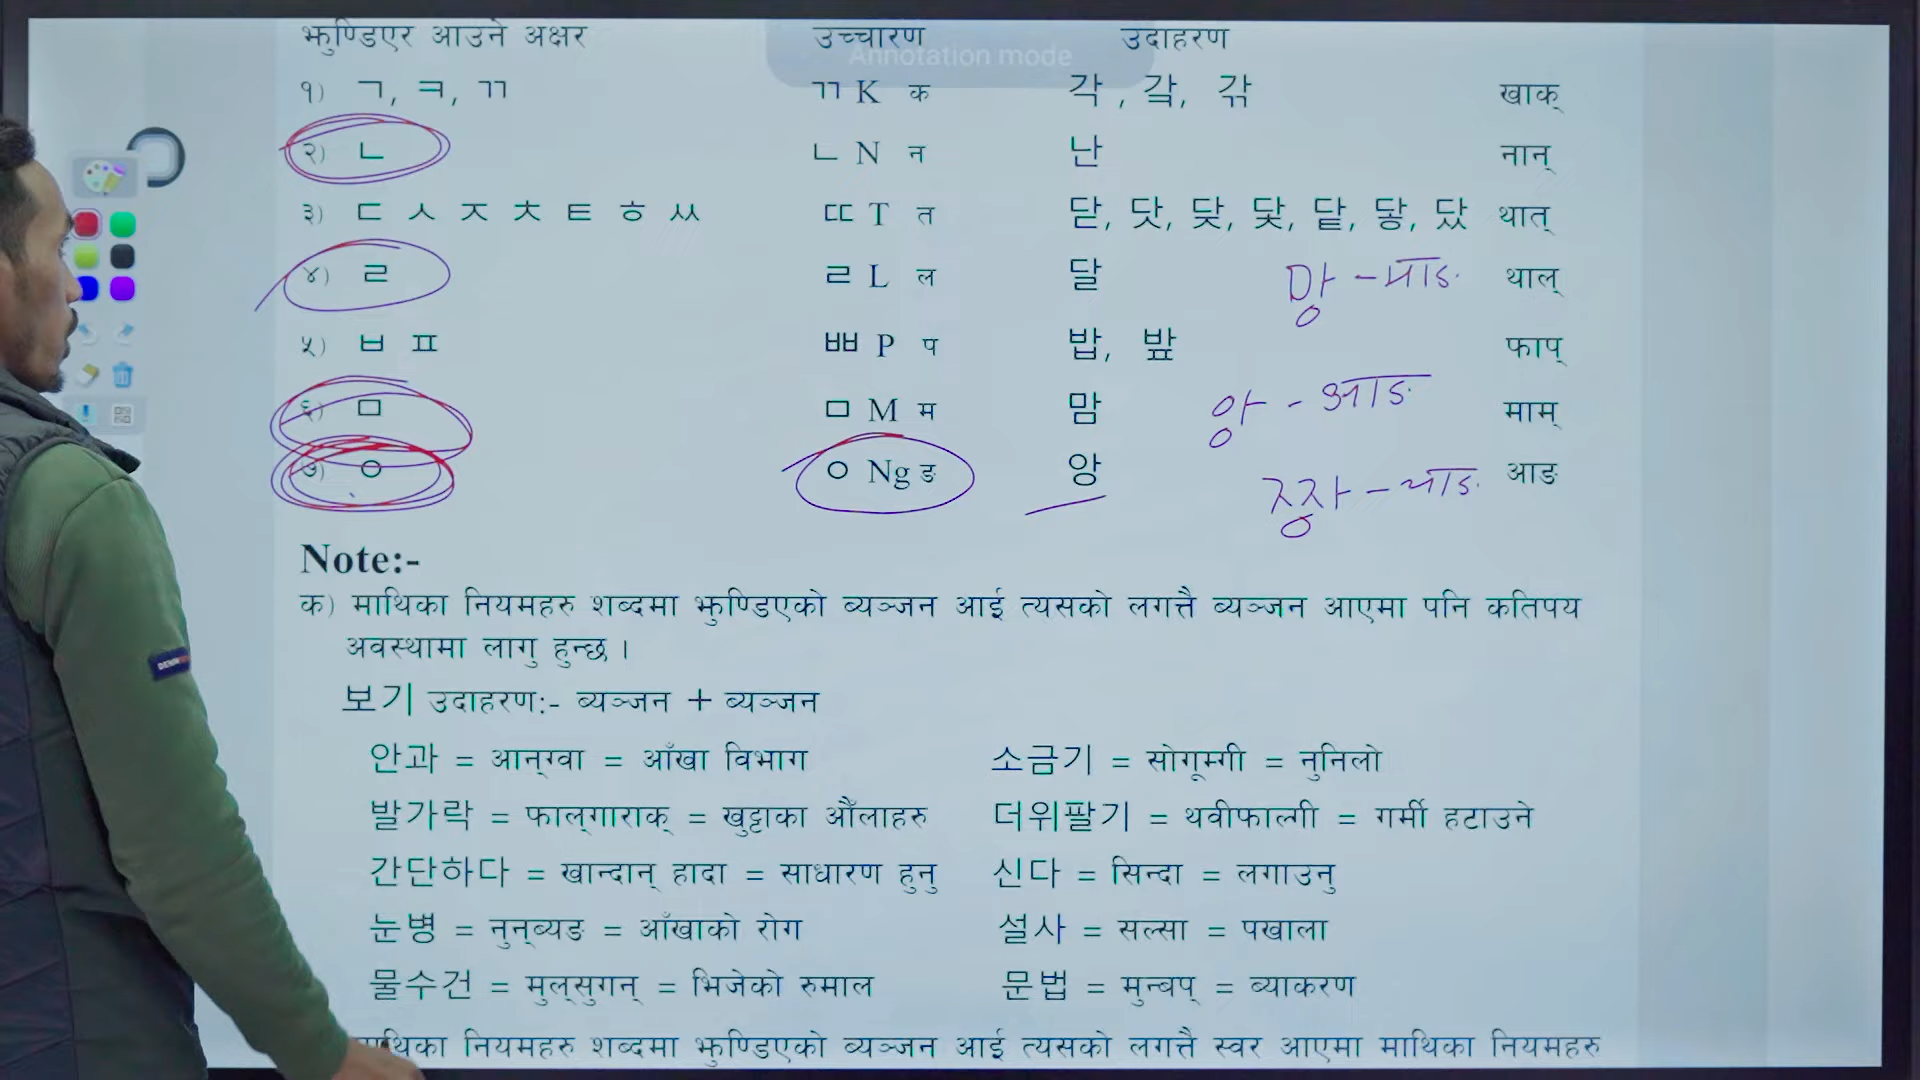 झुण्डिएर आउने अक्षर उच्चारण उदाहरण
Annotation mode
१) ㄱ, ㅋ, ㄲ ㄲ K क 각, 갘, 갂 खाक्
२) ㄴ ㄴ N न 난 नान्
३) ㄷ ㅅ ㅈ ㅊ ㅌ ㅎ ㅆ ㄸ T त 닫, 닷, 닺, 닻, 닽, 닿, 닸 थात्
४) ㄹ ㄹ L ल 달 थाल्
망 - माङ
५) ㅂ ㅍ ㅃ P प 밥, 밮 फाप्
६) ㅁ ㅁ M म 맘 माम्
앙 - आङ
७) ㅇ ㅇ Ng ङ 앙 आङ
짱 - चाङ
Note:-
क) माथिका नियमहरु शब्दमा झुण्डिएको ब्यञ्जन आई त्यसको लगत्तै ब्यञ्जन आएमा पनि कतिपय
अवस्थामा लागु हुन्छ ।
보기 उदाहरण:- ब्यञ्जन + ब्यञ्जन
안과 = आन्ग्वा = आँखा विभाग 소금기 = सोगूम्गी = नुनिलो
발가락 = फाल्गाराक् = खुट्टाका औँलाहरु 더위팔기 = थवीफाल्गी = गर्मी हटाउने
간단하다 = खान्दान् हादा = साधारण हुनु 신다 = सिन्दा = लगाउनु
눈병 = नुन्ब्यङ = आँखाको रोग 설사 = सल्सा = पखाला
물수건 = मुल्सुगन् = भिजेको रुमाल 문법 = मुन्बप् = ब्याकरण
माथिका नियमहरु शब्दमा झुण्डिएको ब्यञ्जन आई त्यसको लगत्तै स्वर आएमा माथिका नियमहरु